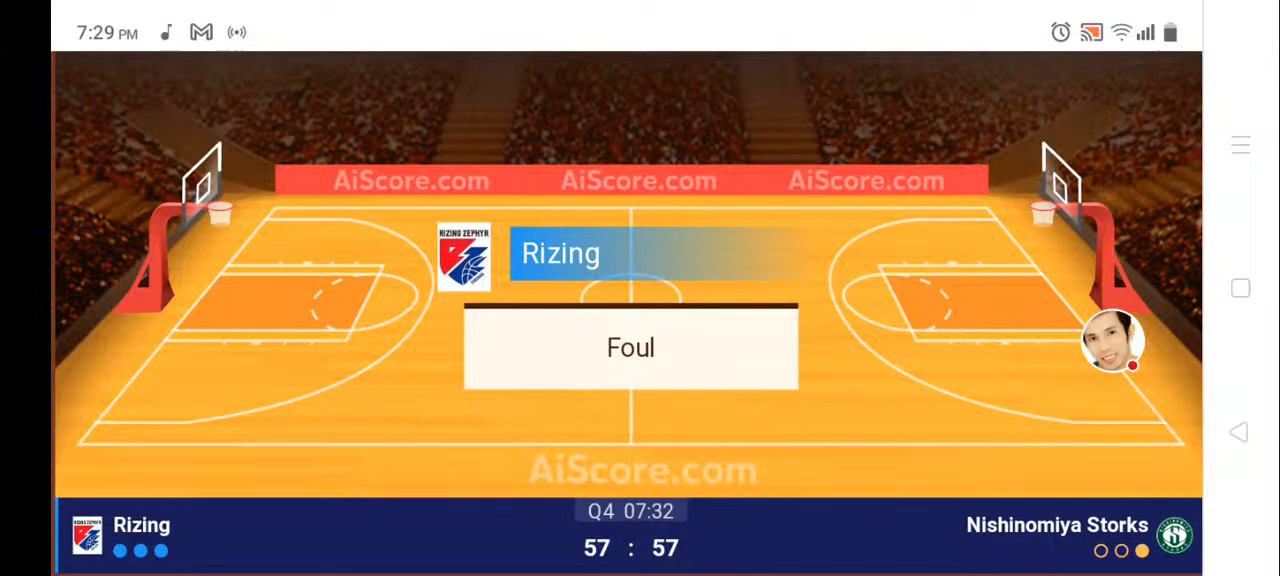 7:29 PM
AiScore.com AiScore.com AiScore.com
RIZING ZEPHYR
Rizing
Foul
AiScore.com
Q4 07:32
Rizing
57 : 57
Nishinomiya Storks